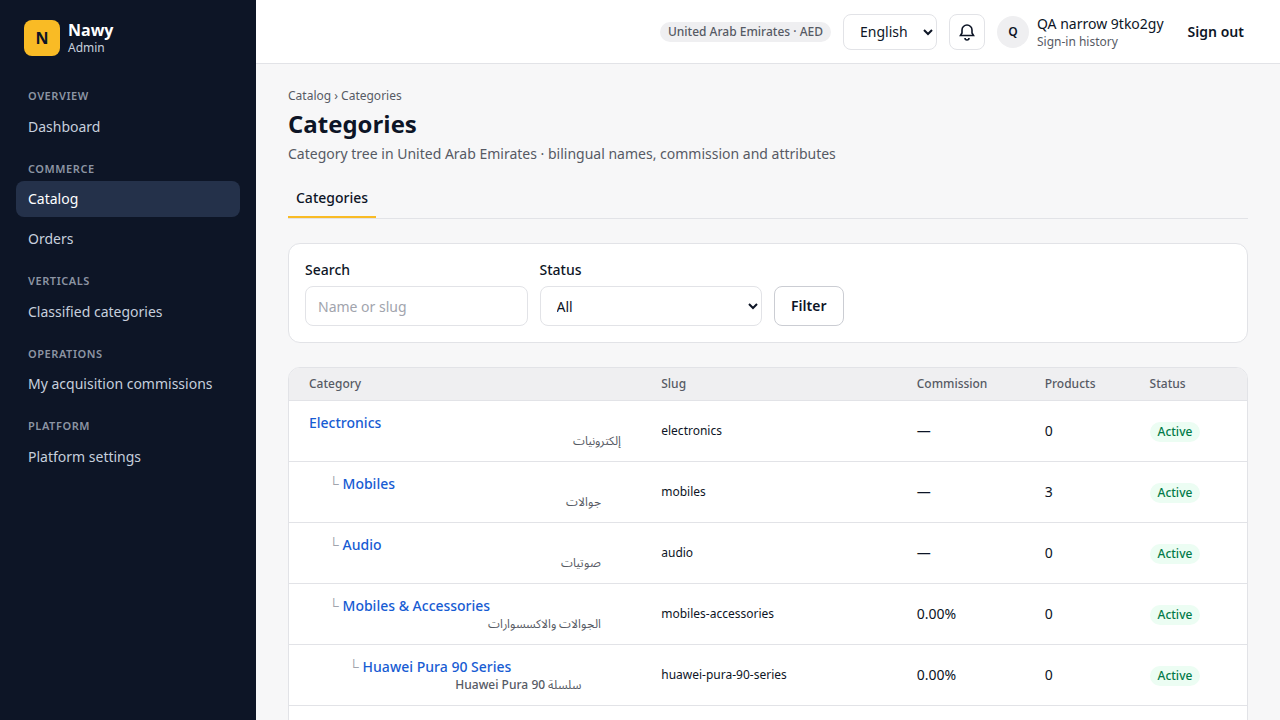 N Nawy
Admin
United Arab Emirates · AED
English
Q
QA narrow 9tko2gy
Sign-in history
Sign out
OVERVIEW
Dashboard
COMMERCE
Catalog
Orders
VERTICALS
Classified categories
OPERATIONS
My acquisition commissions
PLATFORM
Platform settings
Catalog › Categories
Categories
Category tree in United Arab Emirates · bilingual names, commission and attributes
Categories
Search
Status
Name or slug
All
Filter
Category Slug Commission Products Status
Electronics
إلكترونيات
electronics — 0 Active
└ Mobiles
جوالات
mobiles — 3 Active
└ Audio
صوتيات
audio — 0 Active
└ Mobiles & Accessories
الجوالات والاكسسوارات
mobiles-accessories 0.00% 0 Active
└ Huawei Pura 90 Series
سلسلة Huawei Pura 90
huawei-pura-90-series 0.00% 0 Active